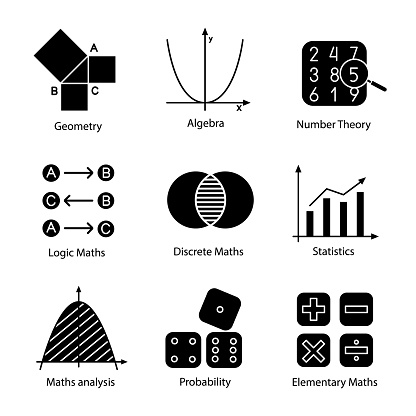 A
B C
Geometry
y
x
Algebra
2 4 7
3 8 5
6 1 9
Number Theory
A B
C B
A C
Logic Maths
Discrete Maths
Statistics
Maths analysis
Probability
Elementary Maths